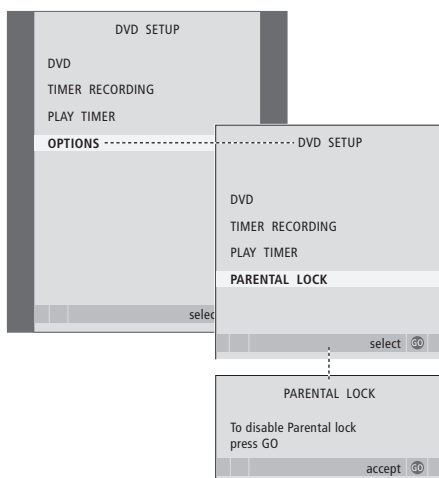 DVD SETUP
DVD
TIMER RECORDING
PLAY TIMER
OPTIONS
selec
DVD SETUP
DVD
TIMER RECORDING
PLAY TIMER
PARENTAL LOCK
select GO
PARENTAL LOCK
To disable Parental lock
press GO
accept GO